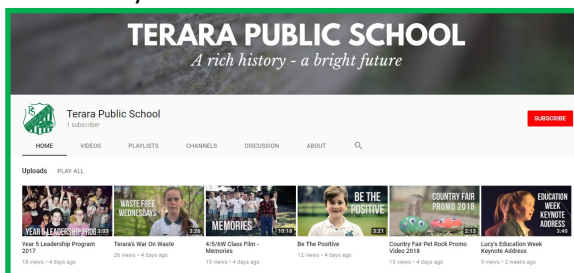 TERARA PUBLIC SCHOOL
A rich history - a bright future
Terara Public School
1 subscriber
SUBSCRIBE
HOME VIDEOS PLAYLISTS CHANNELS DISCUSSION ABOUT
Uploads PLAY ALL
YEAR 5 LEADERSHIP PROG 3:03
WASTE FREE
WEDNESDAYS 3:26
MEMORIES 10:18
BE THE
POSITIVE 3:21
COUNTRY FAIR
PROMO 2018 2:13
EDUCATION
WEEK
KEYNOTE
ADDRESS 3:40
Year 5 Leadership Program
2017
18 views • 4 days ago
Terara's War On Waste
26 views • 4 days ago
4/5/6W Class Film -
Memories
15 views • 4 days ago
Be The Positive
12 views • 4 days ago
Country Fair Pet Rock Promo
Video 2018
13 views • 4 days ago
Lucy's Education Week
Keynote Address
9 views • 2 weeks ago